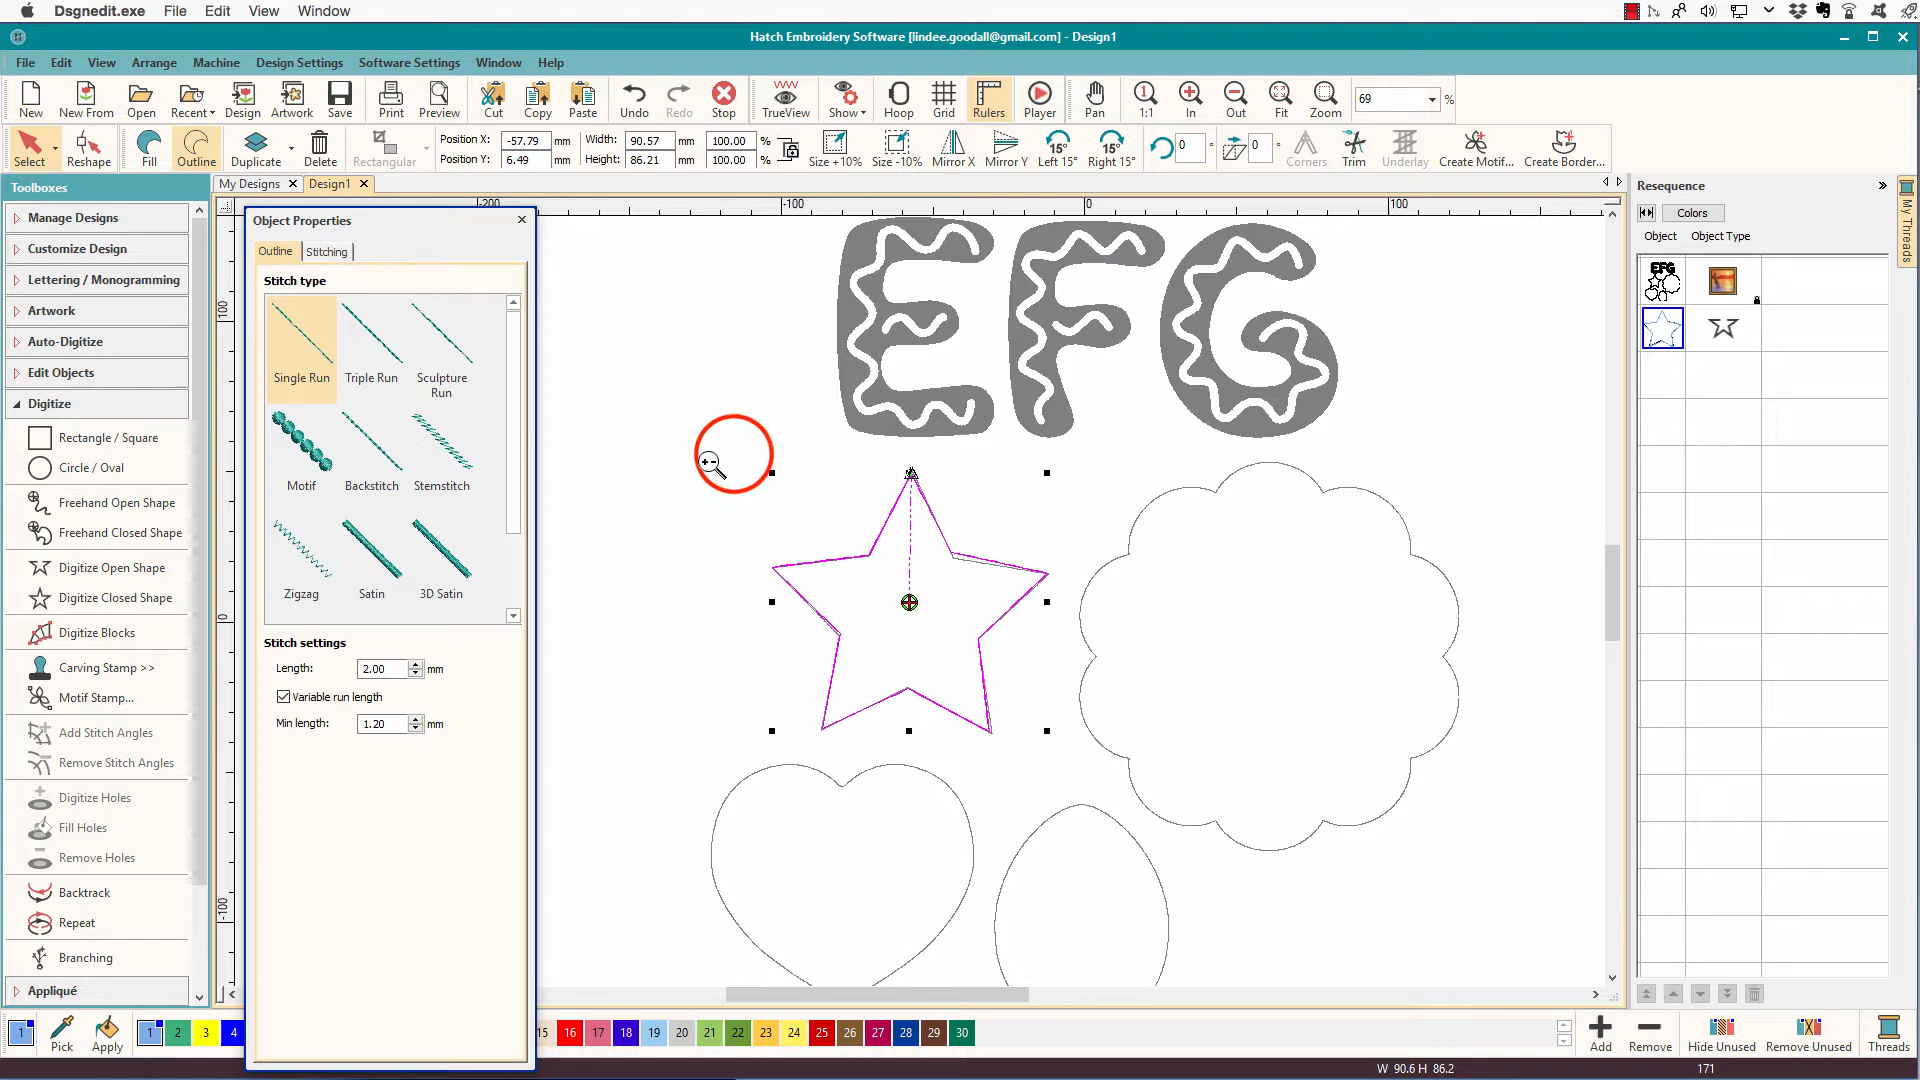 Dsgnedit.exe File Edit View Window
Hatch Embroidery Software [lindee.goodall@gmail.com] - Design1
File Edit View Arrange Machine Design Settings Software Settings Window Help
New New From Open Recent Design Artwork Save Print Preview Cut Copy Paste Undo Redo Stop TrueView Show Hoop Grid Rulers Player Pan 1:1 In Out Fit Zoom 69 %
Select Reshape Fill Outline Duplicate Delete Rectangular
Position X: -57.79 mm Width: 90.57 mm 100.00 %
Position Y: 6.49 mm Height: 86.21 mm 100.00 %
Size +10% Size -10% Mirror X Mirror Y Left 15° Right 15° 0 ° 0 ° Corners Trim Underlay Create Motif... Create Border...
Toolboxes
My Designs Design1
Manage Designs
Customize Design
Lettering / Monogramming
Artwork
Auto-Digitize
Edit Objects
Digitize
Rectangle / Square
Circle / Oval
Freehand Open Shape
Freehand Closed Shape
Digitize Open Shape
Digitize Closed Shape
Digitize Blocks
Carving Stamp >>
Motif Stamp...
Add Stitch Angles
Remove Stitch Angles
Digitize Holes
Fill Holes
Remove Holes
Backtrack
Repeat
Branching
Appliqué
Object Properties
Outline Stitching
Stitch type
Single Run Triple Run Sculpture Run
Motif Backstitch Stemstitch
Zigzag Satin 3D Satin
Stitch settings
Length: 2.00 mm
Variable run length
Min length: 1.20 mm
-200 -100 0 100
100
0
-100
EFG
Resequence
Colors
Object Object Type
EFG
My Threads
1 Pick Apply 1 2 3 4 15 16 17 18 19 20 21 22 23 24 25 26 27 28 29 30
Add Remove Hide Unused Remove Unused Threads
W 90.6 H 86.2 171